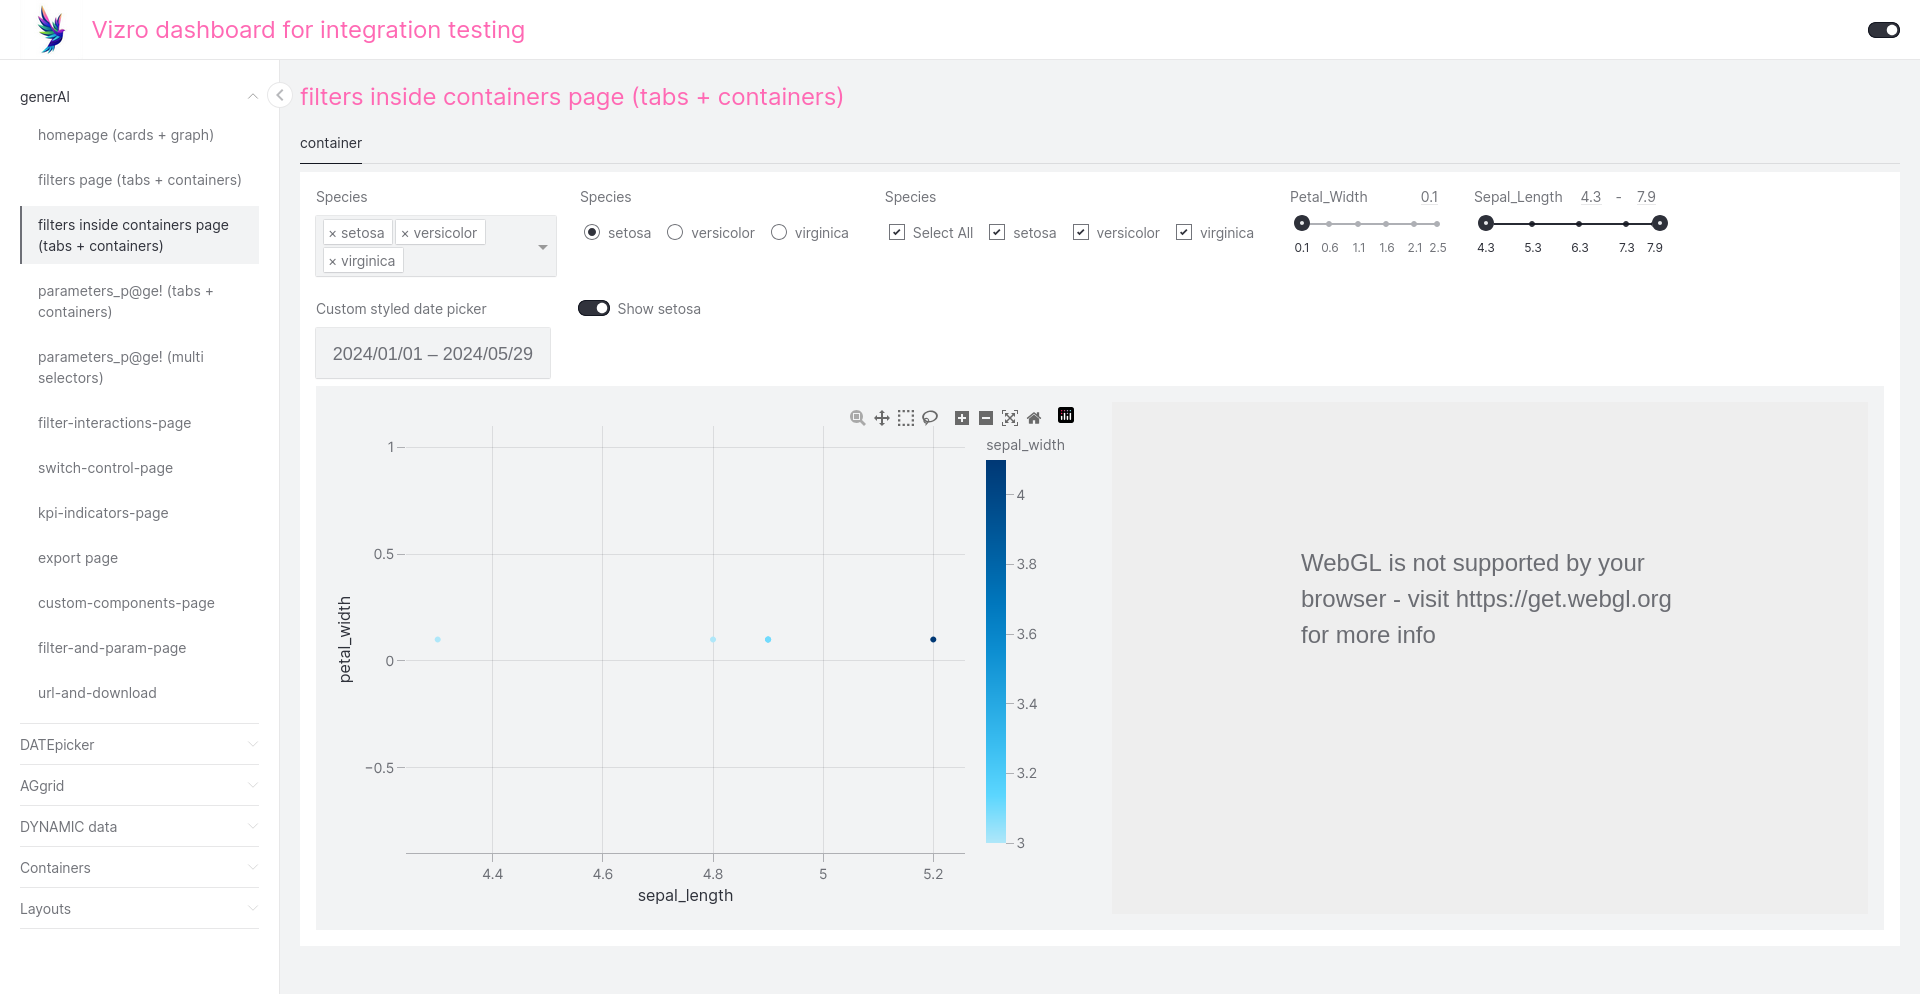 Vizro dashboard for integration testing
generAI
homepage (cards + graph)
filters page (tabs + containers)
filters inside containers page
(tabs + containers)
parameters_p@ge! (tabs +
containers)
parameters_p@ge! (multi
selectors)
filter-interactions-page
switch-control-page
kpi-indicators-page
export page
custom-components-page
filter-and-param-page
url-and-download
DATEpicker
AGgrid
DYNAMIC data
Containers
Layouts
filters inside containers page (tabs + containers)
container
Species
× setosa × versicolor
× virginica
Species
setosa versicolor virginica
Species
Select All setosa versicolor virginica
Petal_Width 0.1
0.1 0.6 1.1 1.6 2.1 2.5
Sepal_Length 4.3 - 7.9
4.3 5.3 6.3 7.3 7.9
Custom styled date picker
2024/01/01 – 2024/05/29
Show setosa
sepal_width
4
3.8
3.6
3.4
3.2
3
1
0.5
0
−0.5
petal_width
4.4 4.6 4.8 5 5.2
sepal_length
WebGL is not supported by your
browser - visit https://get.webgl.org
for more info